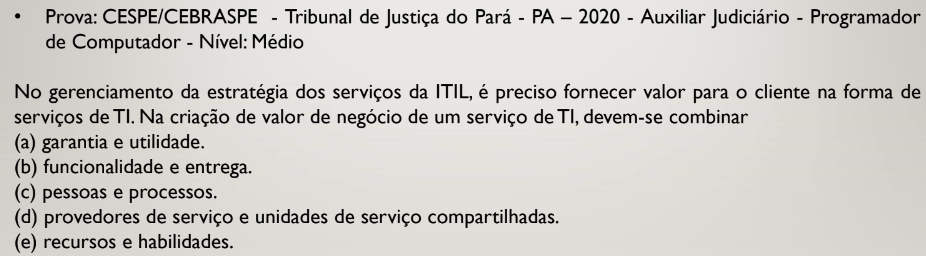 • Prova: CESPE/CEBRASPE - Tribunal de Justiça do Pará - PA – 2020 - Auxiliar Judiciário - Programador
de Computador - Nível: Médio
No gerenciamento da estratégia dos serviços da ITIL, é preciso fornecer valor para o cliente na forma de
serviços de TI. Na criação de valor de negócio de um serviço de TI, devem-se combinar
(a) garantia e utilidade.
(b) funcionalidade e entrega.
(c) pessoas e processos.
(d) provedores de serviço e unidades de serviço compartilhadas.
(e) recursos e habilidades.